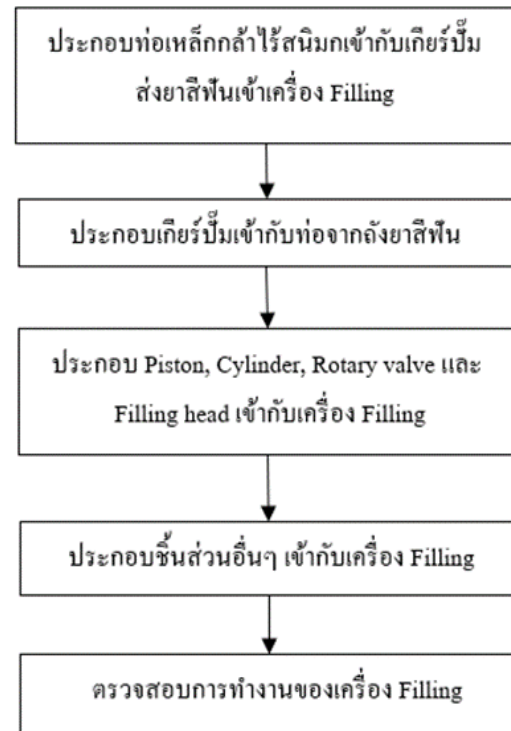 ประกอบท่อเหล็กกล้าไร้สนิมกเข้ากับเกียร์ปั๊ม
ส่งยาสีฟันเข้าเครื่อง Filling
ประกอบเกียร์ปั๊มเข้ากับท่อจากถังยาสีฟัน
ประกอบ Piston, Cylinder, Rotary valve และ
Filling head เข้ากับเครื่อง Filling
ประกอบชิ้นส่วนอื่นๆ เข้ากับเครื่อง Filling
ตรวจสอบการทำงานของเครื่อง Filling